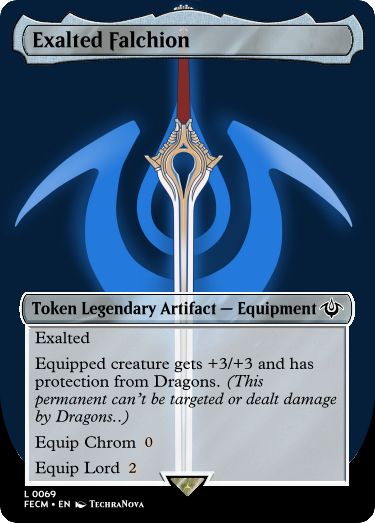 Exalted Falchion
Token Legendary Artifact — Equipment
Exalted
Equipped creature gets +3/+3 and has
protection from Dragons. (This
permanent can't be targeted or dealt damage
by Dragons..)
Equip Chrom 0
Equip Lord 2
L 0069
FECM • EN TechraNova